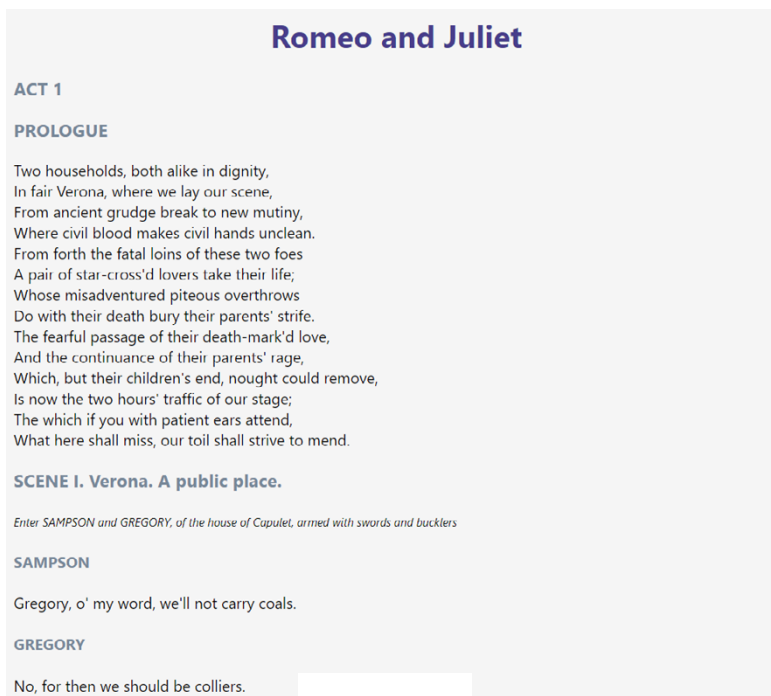 Romeo and Juliet
ACT 1
PROLOGUE
Two households, both alike in dignity,
In fair Verona, where we lay our scene,
From ancient grudge break to new mutiny,
Where civil blood makes civil hands unclean.
From forth the fatal loins of these two foes
A pair of star-cross'd lovers take their life;
Whose misadventured piteous overthrows
Do with their death bury their parents' strife.
The fearful passage of their death-mark'd love,
And the continuance of their parents' rage,
Which, but their children's end, nought could remove,
Is now the two hours' traffic of our stage;
The which if you with patient ears attend,
What here shall miss, our toil shall strive to mend.
SCENE I. Verona. A public place.
Enter SAMPSON and GREGORY, of the house of Capulet, armed with swords and bucklers
SAMPSON
Gregory, o' my word, we'll not carry coals.
GREGORY
No, for then we should be colliers.